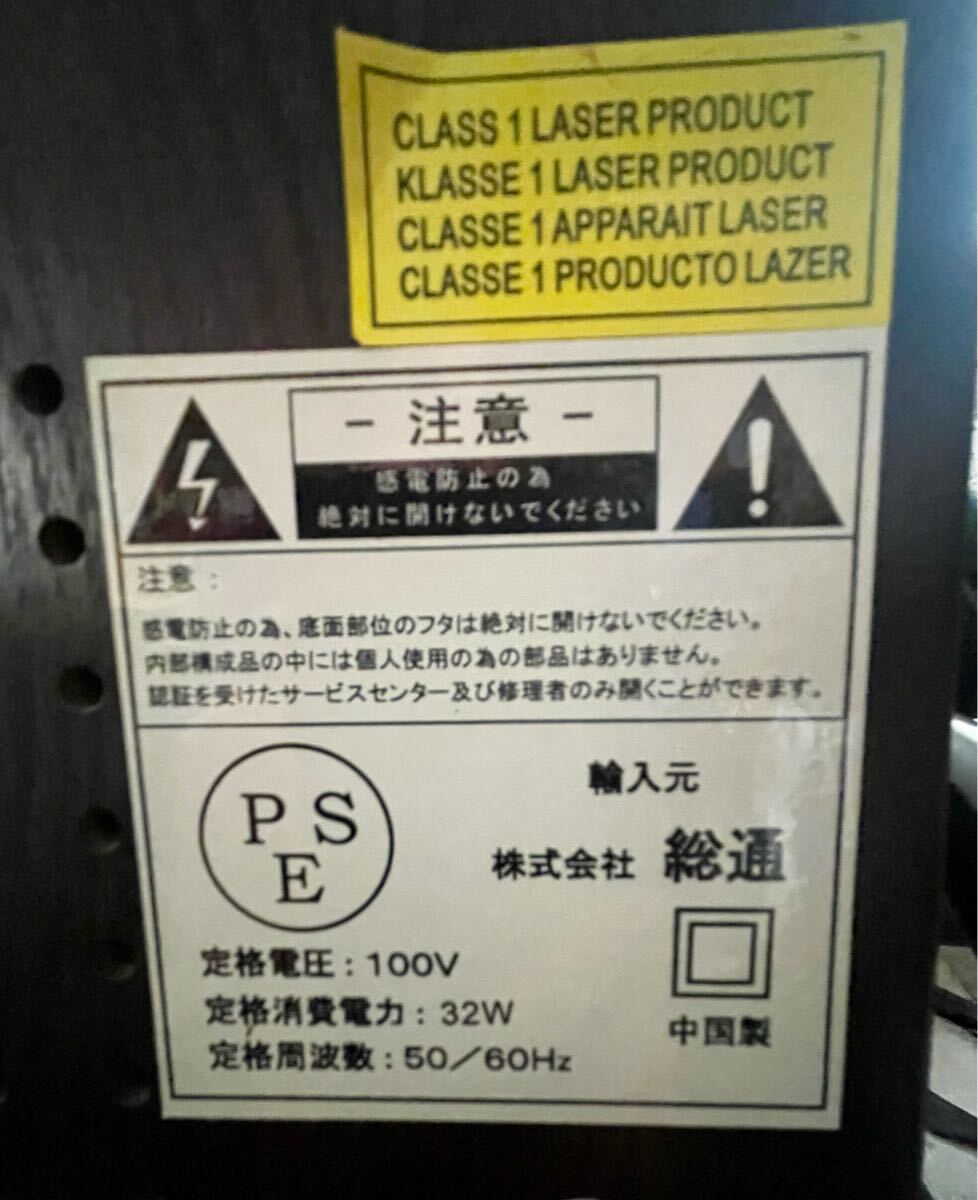 CLASS 1 LASER PRODUCT
KLASSE 1 LASER PRODUCT
CLASSE 1 APPARAIT LASER
CLASSE 1 PRODUCTO LAZER
- 注意 -
感電防止の為
絶対に開けないでください
注意：
感電防止の為、底面部位のフタは絶対に開けないでください。
内部構成品の中には個人使用の為の部品はありません。
認証を受けたサービスセンター及び修理者のみ開くことができます。
PSE
輸入元
株式会社 総通
定格電圧：100V
定格消費電力：32W
定格周波数：50／60Hz
中国製